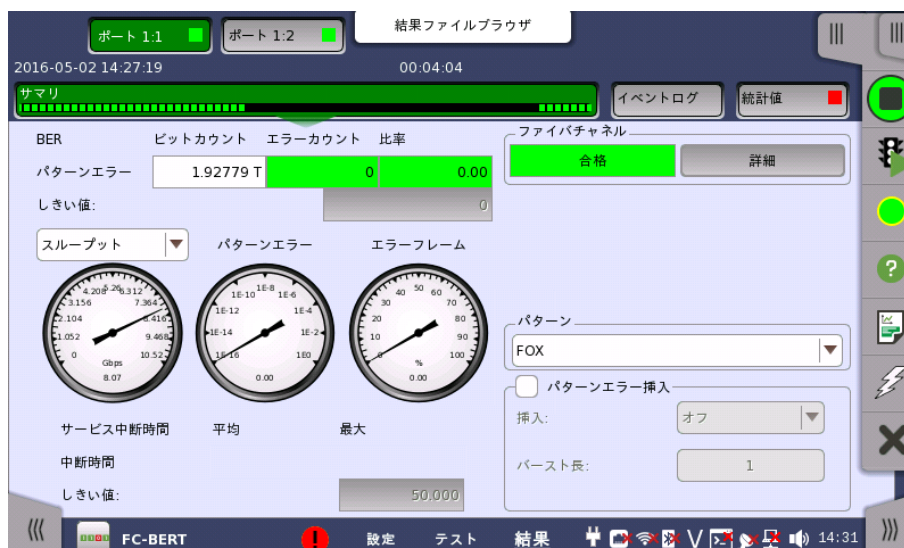 ポート 1:1
ポート 1:2
結果ファイルブラウザ
2016-05-02 14:27:19
00:04:04
サマリ
イベントログ
統計値
BER
ビットカウント
エラーカウント
比率
パターンエラー
1.92779 T
0
0.00
しきい値:
0
ファイバチャネル
合格
詳細
スループット
パターンエラー
エラーフレーム
0
1.052
2.104
3.156
4.208
5.26
6.312
7.364
8.416
9.468
10.52
Gbps
8.07
1E-16
1E-14
1E-12
1E-10
1E-8
1E-6
1E-4
1E-2
1E0
0.00
0
10
20
30
40
50
60
70
80
90
100
%
0.00
パターン
FOX
パターンエラー挿入
挿入:
オフ
バースト長:
1
サービス中断時間
平均
最大
中断時間
しきい値:
50.000
FC-BERT
設定
テスト
結果
14:31